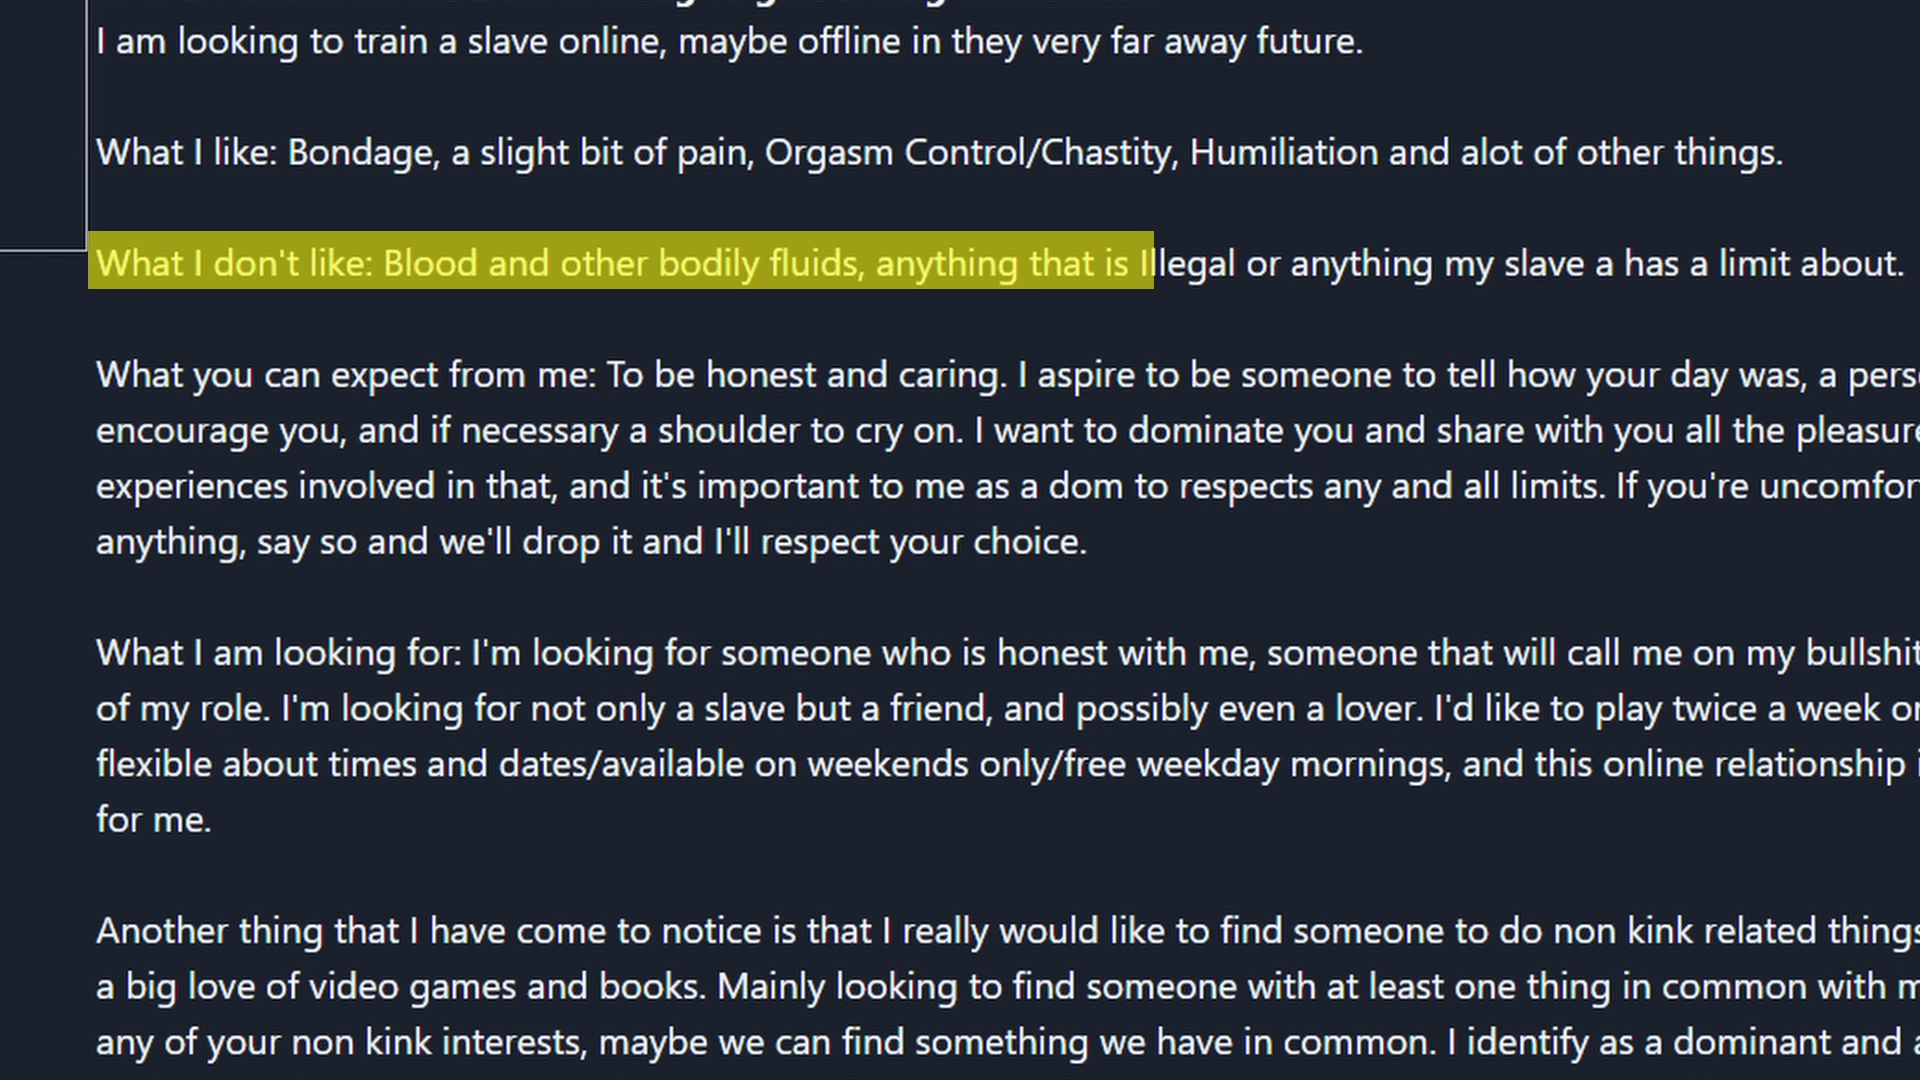 I am looking to train a slave online, maybe offline in they very far away future.
What I like: Bondage, a slight bit of pain, Orgasm Control/Chastity, Humiliation and alot of other things.
What I don't like: Blood and other bodily fluids, anything that is Illegal or anything my slave a has a limit about.
What you can expect from me: To be honest and caring. I aspire to be someone to tell how your day was, a
encourage you, and if necessary a shoulder to cry on. I want to dominate you and share with you all the
experiences involved in that, and it's important to me as a dom to respects any and all limits. If you're
anything, say so and we'll drop it and I'll respect your choice.
What I am looking for: I'm looking for someone who is honest with me, someone that will call me on my bullshit
of my role. I'm looking for not only a slave but a friend, and possibly even a lover. I'd like to play twice a week
flexible about times and dates/available on weekends only/free weekday mornings, and this online relationship
for me.
Another thing that I have come to notice is that I really would like to find someone to do non kink related things
a big love of video games and books. Mainly looking to find someone with at least one thing in common with
any of your non kink interests, maybe we can find something we have in common. I identify as a dominant and